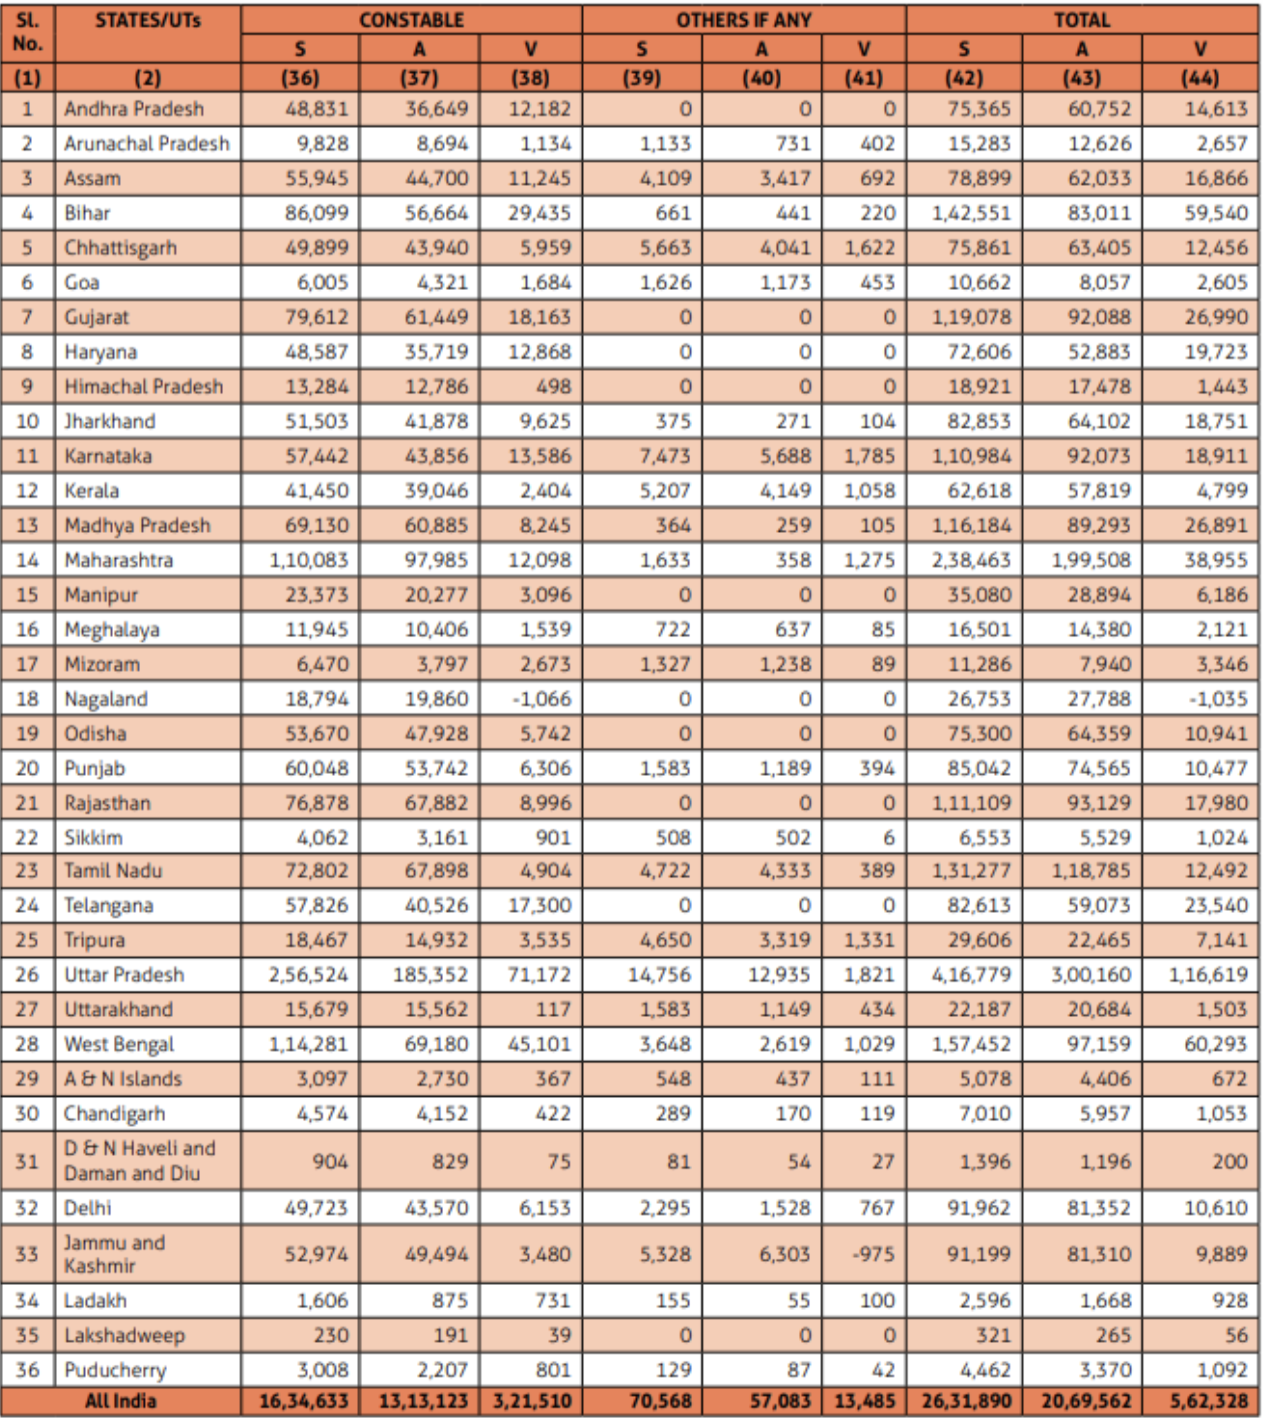 Sl. No. STATES/UTs CONSTABLE OTHERS IF ANY TOTAL
S A V S A V S A V
(1) (2) (36) (37) (38) (39) (40) (41) (42) (43) (44)
1 Andhra Pradesh 48,831 36,649 12,182 0 0 0 75,365 60,752 14,613
2 Arunachal Pradesh 9,828 8,694 1,134 1,133 731 402 15,283 12,626 2,657
3 Assam 55,945 44,700 11,245 4,109 3,417 692 78,899 62,033 16,866
4 Bihar 86,099 56,664 29,435 661 441 220 1,42,551 83,011 59,540
5 Chhattisgarh 49,899 43,940 5,959 5,663 4,041 1,622 75,861 63,405 12,456
6 Goa 6,005 4,321 1,684 1,626 1,173 453 10,662 8,057 2,605
7 Gujarat 79,612 61,449 18,163 0 0 0 1,19,078 92,088 26,990
8 Haryana 48,587 35,719 12,868 0 0 0 72,606 52,883 19,723
9 Himachal Pradesh 13,284 12,786 498 0 0 0 18,921 17,478 1,443
10 Jharkhand 51,503 41,878 9,625 375 271 104 82,853 64,102 18,751
11 Karnataka 57,442 43,856 13,586 7,473 5,688 1,785 1,10,984 92,073 18,911
12 Kerala 41,450 39,046 2,404 5,207 4,149 1,058 62,618 57,819 4,799
13 Madhya Pradesh 69,130 60,885 8,245 364 259 105 1,16,184 89,293 26,891
14 Maharashtra 1,10,083 97,985 12,098 1,633 358 1,275 2,38,463 1,99,508 38,955
15 Manipur 23,373 20,277 3,096 0 0 0 35,080 28,894 6,186
16 Meghalaya 11,945 10,406 1,539 722 637 85 16,501 14,380 2,121
17 Mizoram 6,470 3,797 2,673 1,327 1,238 89 11,286 7,940 3,346
18 Nagaland 18,794 19,860 -1,066 0 0 0 26,753 27,788 -1,035
19 Odisha 53,670 47,928 5,742 0 0 0 75,300 64,359 10,941
20 Punjab 60,048 53,742 6,306 1,583 1,189 394 85,042 74,565 10,477
21 Rajasthan 76,878 67,882 8,996 0 0 0 1,11,109 93,129 17,980
22 Sikkim 4,062 3,161 901 508 502 6 6,553 5,529 1,024
23 Tamil Nadu 72,802 67,898 4,904 4,722 4,333 389 1,31,277 1,18,785 12,492
24 Telangana 57,826 40,526 17,300 0 0 0 82,613 59,073 23,540
25 Tripura 18,467 14,932 3,535 4,650 3,319 1,331 29,606 22,465 7,141
26 Uttar Pradesh 2,56,524 185,352 71,172 14,756 12,935 1,821 4,16,779 3,00,160 1,16,619
27 Uttarakhand 15,679 15,562 117 1,583 1,149 434 22,187 20,684 1,503
28 West Bengal 1,14,281 69,180 45,101 3,648 2,619 1,029 1,57,452 97,159 60,293
29 A & N Islands 3,097 2,730 367 548 437 111 5,078 4,406 672
30 Chandigarh 4,574 4,152 422 289 170 119 7,010 5,957 1,053
31 D & N Haveli and Daman and Diu 904 829 75 81 54 27 1,396 1,196 200
32 Delhi 49,723 43,570 6,153 2,295 1,528 767 91,962 81,352 10,610
33 Jammu and Kashmir 52,974 49,494 3,480 5,328 6,303 -975 91,199 81,310 9,889
34 Ladakh 1,606 875 731 155 55 100 2,596 1,668 928
35 Lakshadweep 230 191 39 0 0 0 321 265 56
36 Puducherry 3,008 2,207 801 129 87 42 4,462 3,370 1,092
All India 16,34,633 13,13,123 3,21,510 70,568 57,083 13,485 26,31,890 20,69,562 5,62,328